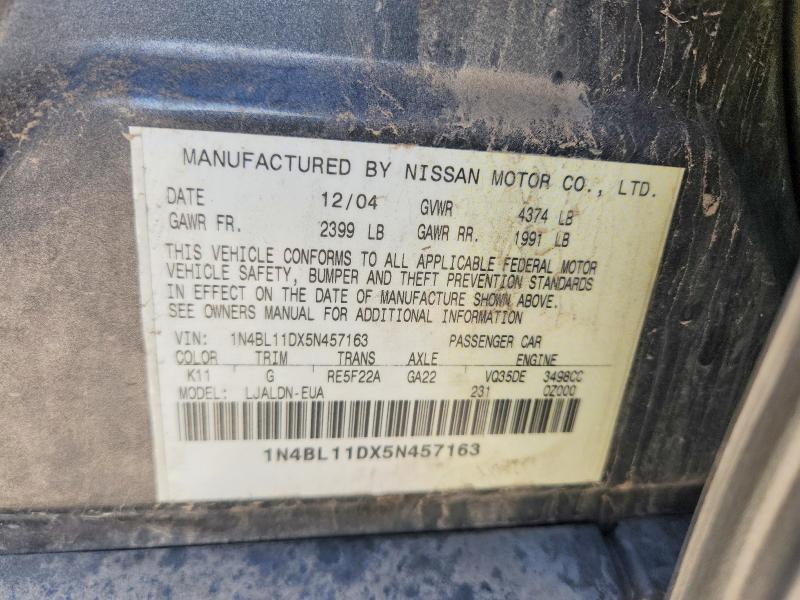 MANUFACTURED BY NISSAN MOTOR CO., LTD.
DATE 12/04 GVWR 4374 LB
GAWR FR. 2399 LB GAWR RR. 1991 LB
THIS VEHICLE CONFORMS TO ALL APPLICABLE FEDERAL MOTOR
VEHICLE SAFETY, BUMPER AND THEFT PREVENTION STANDARDS
IN EFFECT ON THE DATE OF MANUFACTURE SHOWN ABOVE.
SEE OWNERS MANUAL FOR ADDITIONAL INFORMATION
VIN: 1N4BL11DX5N457163 PASSENGER CAR
COLOR TRIM TRANS AXLE ENGINE
K11 G RE5F22A GA22 VQ35DE 3498CC
MODEL: LJALDN-EUA 231 0Z000
1N4BL11DX5N457163